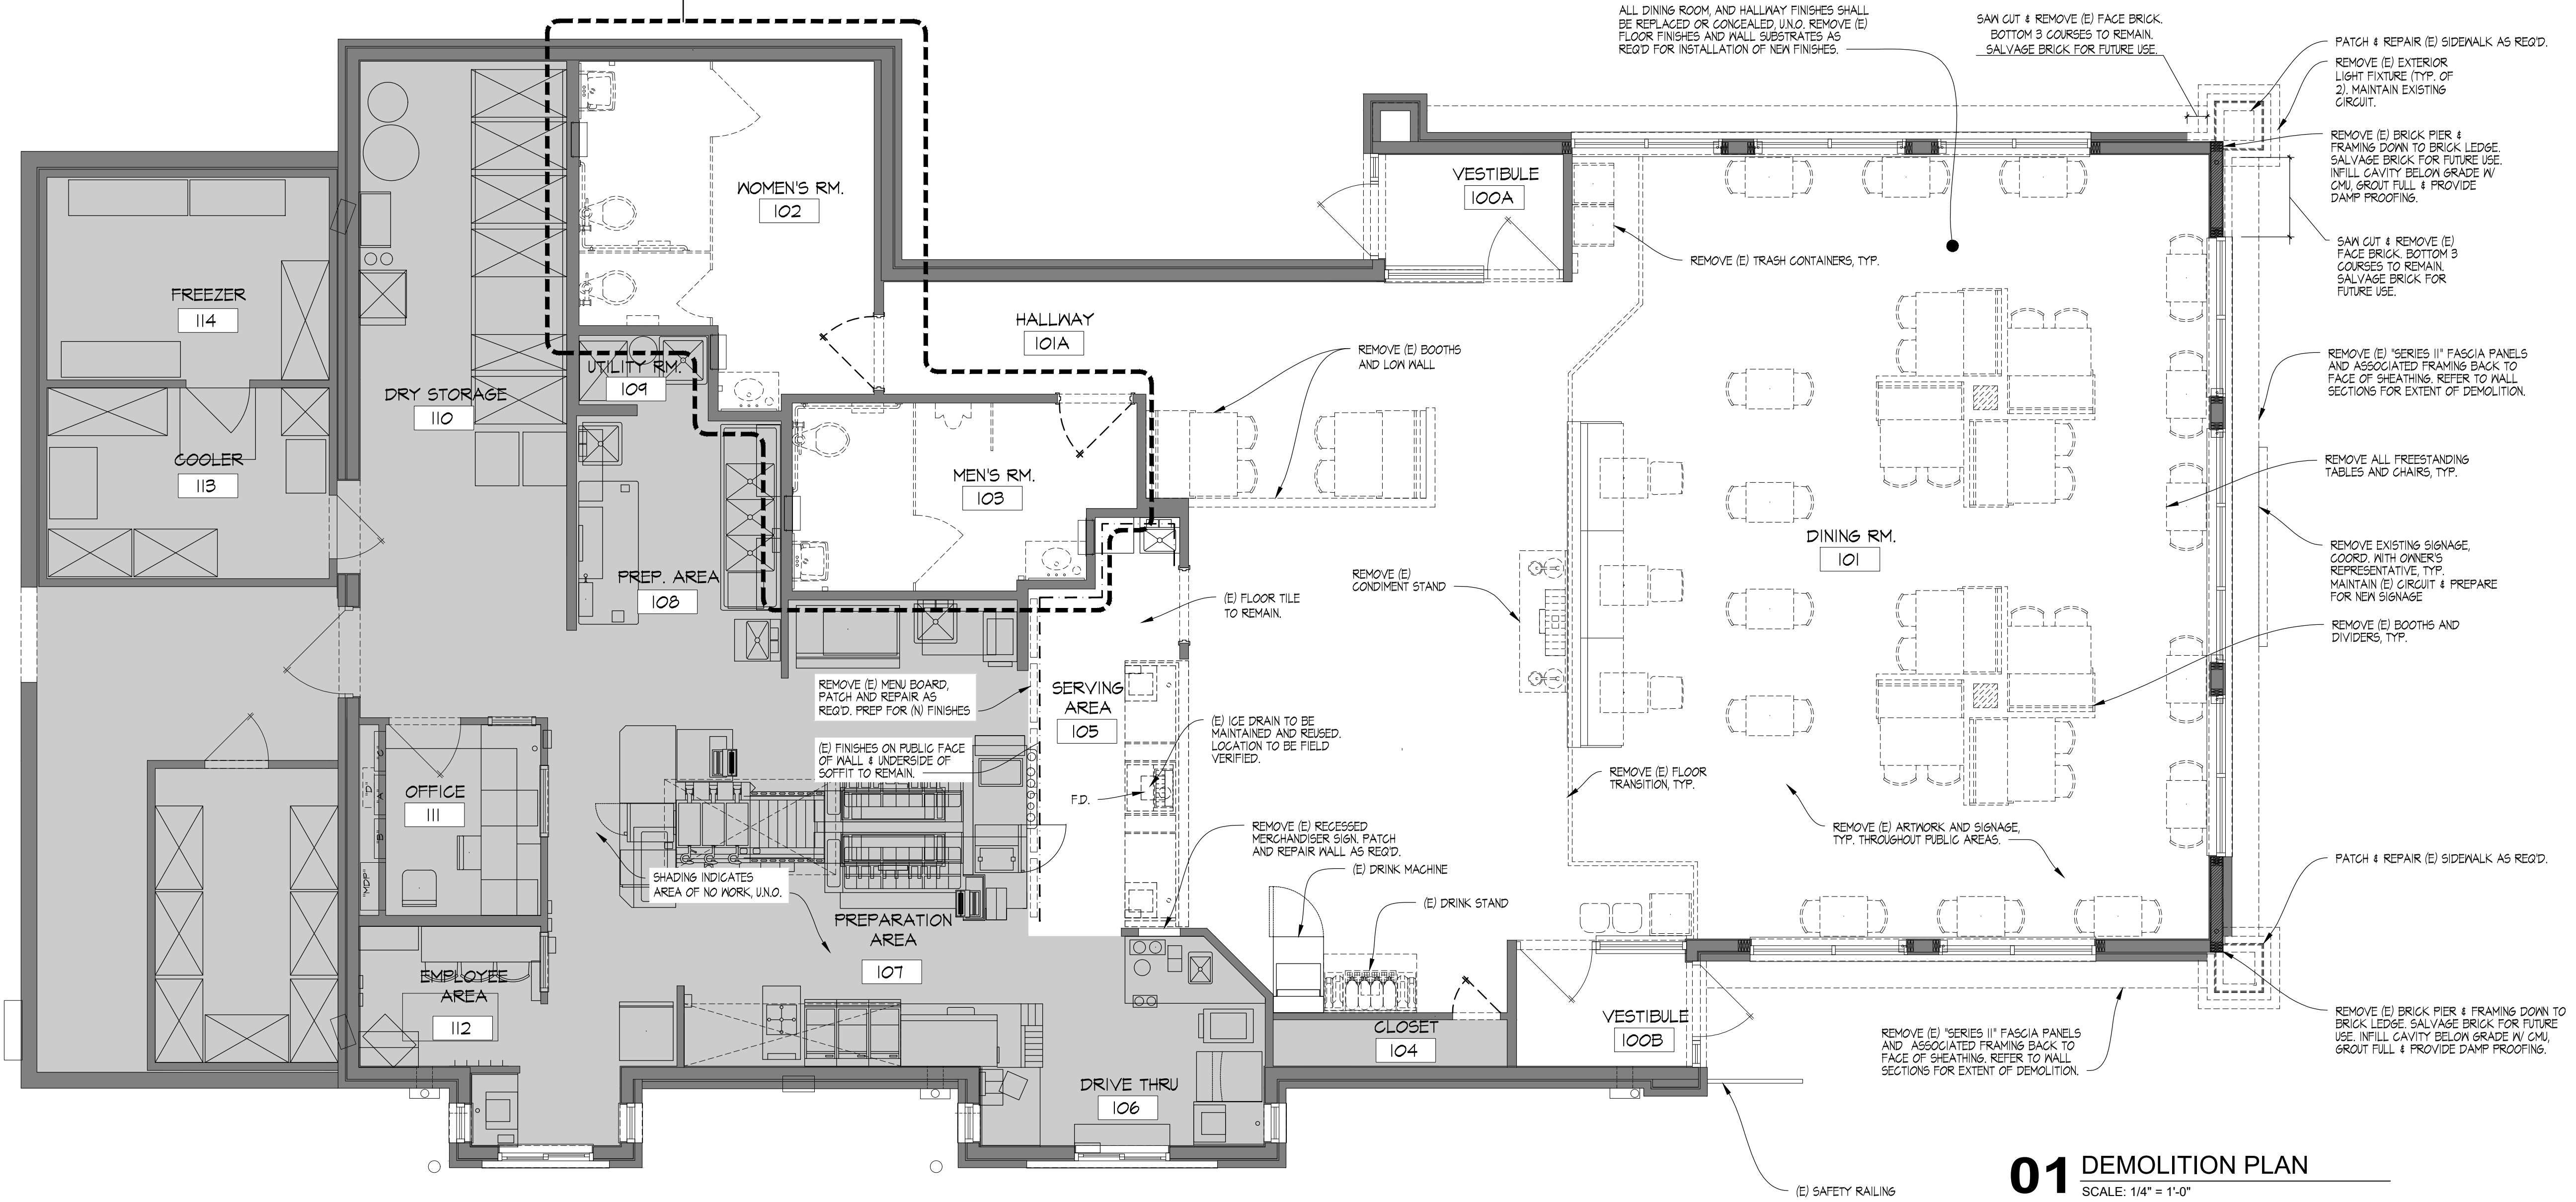 ALL DINING ROOM, AND HALLWAY FINISHES SHALL
BE REPLACED OR CONCEALED, U.N.O. REMOVE (E)
FLOOR FINISHES AND WALL SUBSTRATES AS
REQ'D FOR INSTALLATION OF NEW FINISHES.
SAW CUT & REMOVE (E) FACE BRICK.
BOTTOM 3 COURSES TO REMAIN.
SALVAGE BRICK FOR FUTURE USE.
PATCH & REPAIR (E) SIDEWALK AS REQ'D.
REMOVE (E) EXTERIOR
LIGHT FIXTURE (TYP. OF
2). MAINTAIN EXISTING
CIRCUIT.
REMOVE (E) BRICK PIER &
FRAMING DOWN TO BRICK LEDGE.
SALVAGE BRICK FOR FUTURE USE.
INFILL CAVITY BELOW GRADE W/
CMU, GROUT FULL & PROVIDE
DAMP PROOFING.
SAW CUT & REMOVE (E)
FACE BRICK. BOTTOM 3
COURSES TO REMAIN.
SALVAGE BRICK FOR
FUTURE USE.
REMOVE (E) "SERIES II" FASCIA PANELS
AND ASSOCIATED FRAMING BACK TO
FACE OF SHEATHING. REFER TO WALL
SECTIONS FOR EXTENT OF DEMOLITION.
REMOVE ALL FREESTANDING
TABLES AND CHAIRS, TYP.
REMOVE EXISTING SIGNAGE,
COORD. WITH OWNER'S
REPRESENTATIVE, TYP.
MAINTAIN (E) CIRCUIT & PREPARE
FOR NEW SIGNAGE
REMOVE (E) BOOTHS AND
DIVIDERS, TYP.
PATCH & REPAIR (E) SIDEWALK AS REQ'D.
REMOVE (E) BRICK PIER & FRAMING DOWN TO
BRICK LEDGE. SALVAGE BRICK FOR FUTURE
USE. INFILL CAVITY BELOW GRADE W/ CMU,
GROUT FULL & PROVIDE DAMP PROOFING.
WOMEN'S RM.
102
VESTIBULE
100A
REMOVE (E) TRASH CONTAINERS, TYP.
FREEZER
114
HALLWAY
101A
REMOVE (E) BOOTHS
AND LOW WALL
UTILITY RM.
109
DRY STORAGE
110
COOLER
113
MEN'S RM.
103
DINING RM.
101
PREP. AREA
108
REMOVE (E)
CONDIMENT STAND
(E) FLOOR TILE
TO REMAIN.
REMOVE (E) MENU BOARD,
PATCH AND REPAIR AS
REQ'D. PREP FOR (N) FINISHES
SERVING
AREA
105
(E) ICE DRAIN TO BE
MAINTAINED AND REUSED.
LOCATION TO BE FIELD
VERIFIED.
(E) FINISHES ON PUBLIC FACE
OF WALL & UNDERSIDE OF
SOFFIT TO REMAIN.
REMOVE (E) FLOOR
TRANSITION, TYP.
"C"
"D"
"A"
"B"
"MDP"
OFFICE
111
F.D.
REMOVE (E) RECESSED
MERCHANDISER SIGN. PATCH
AND REPAIR WALL AS REQ'D.
REMOVE (E) ARTWORK AND SIGNAGE,
TYP. THROUGHOUT PUBLIC AREAS.
(E) DRINK MACHINE
SHADING INDICATES
AREA OF NO WORK, U.N.O.
(E) DRINK STAND
PREPARATION
AREA
107
EMPLOYEE
AREA
112
CLOSET
104
VESTIBULE
100B
REMOVE (E) "SERIES II" FASCIA PANELS
AND ASSOCIATED FRAMING BACK TO
FACE OF SHEATHING. REFER TO WALL
SECTIONS FOR EXTENT OF DEMOLITION.
DRIVE THRU
106
(E) SAFETY RAILING
01 DEMOLITION PLAN
SCALE: 1/4" = 1'-0"